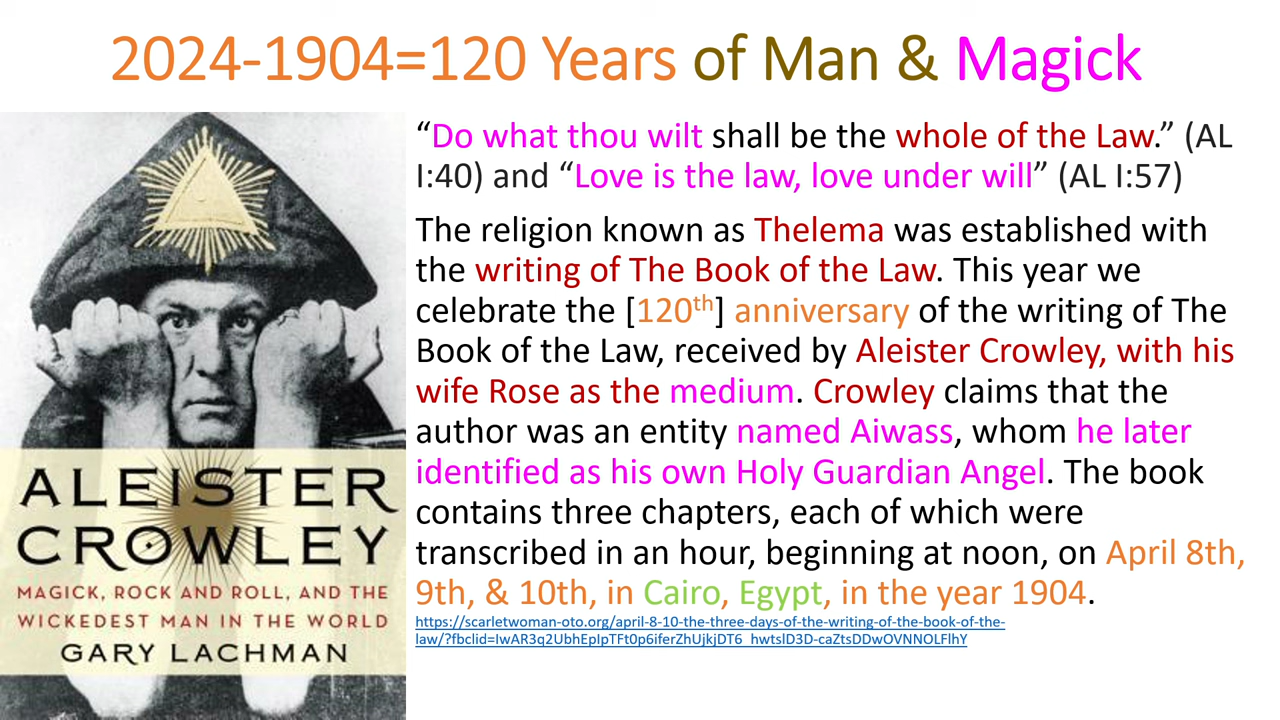 2024-1904=120 Years of Man & Magick
“Do what thou wilt shall be the whole of the Law.” (AL
I:40) and “Love is the law, love under will” (AL I:57)
The religion known as Thelema was established with
the writing of The Book of the Law. This year we
celebrate the [120th] anniversary of the writing of The
Book of the Law, received by Aleister Crowley, with his
wife Rose as the medium. Crowley claims that the
author was an entity named Aiwass, whom he later
identified as his own Holy Guardian Angel. The book
contains three chapters, each of which were
transcribed in an hour, beginning at noon, on April 8th,
9th, & 10th, in Cairo, Egypt, in the year 1904.
https://scarletwoman-oto.org/april-8-10-the-three-days-of-the-writing-of-the-book-of-the-
law/?fbclid=IwAR3q2UbhEpIpTFt0p6iferZhUjkjDT6_hwtsID3D-caZtsDDwOVNNOLFlhY
ALEISTER
CROWLEY
MAGICK, ROCK AND ROLL, AND THE
WICKEDEST MAN IN THE WORLD
GARY LACHMAN